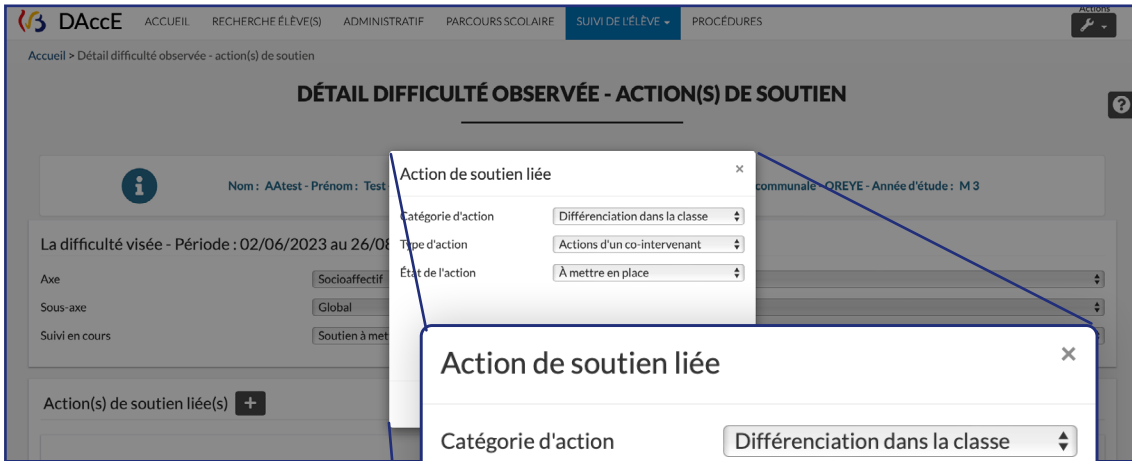 Actions
DAccE ACCUEIL RECHERCHE ÉLÈVE(S) ADMINISTRATIF PARCOURS SCOLAIRE SUIVI DE L'ÉLÈVE PROCÉDURES
Accueil > Détail difficulté observée - action(s) de soutien
DÉTAIL DIFFICULTÉ OBSERVÉE - ACTION(S) DE SOUTIEN
Nom : AAtest - Prénom : Test
communale - OREYE - Année d'étude : M 3
La difficulté visée - Période : 02/06/2023 au 26/08
Axe Socioaffectif
Sous-axe Global
Suivi en cours Soutien à met
Action(s) de soutien liée(s) +
Action de soutien liée ×
Catégorie d'action Différenciation dans la classe
Type d'action Actions d'un co-intervenant
État de l'action À mettre en place
Action de soutien liée ×
Catégorie d'action Différenciation dans la classe